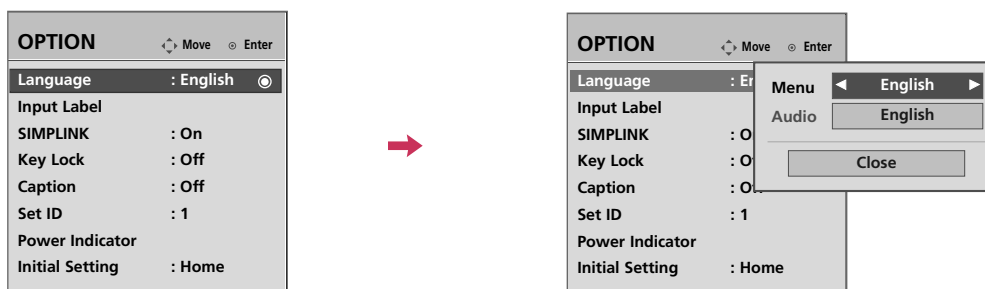 OPTION Move Enter
Language : English
Input Label
SIMPLINK : On
Key Lock : Off
Caption : Off
Set ID : 1
Power Indicator
Initial Setting : Home
OPTION Move Enter
Language : Er
Input Label
SIMPLINK : O
Key Lock : O
Caption : O
Set ID : 1
Power Indicator
Initial Setting : Home
Menu ◀ English ▶
Audio English
Close